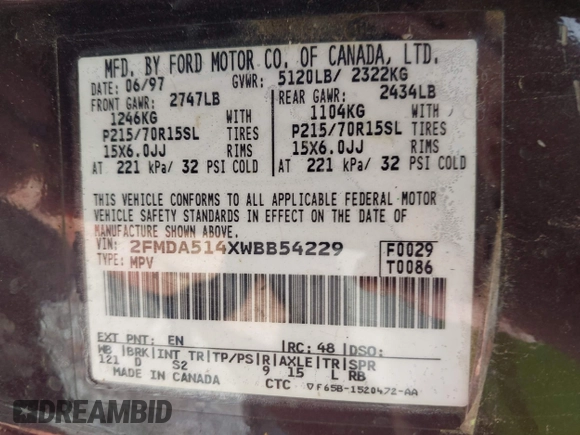 MFD. BY FORD MOTOR CO. OF CANADA, LTD.
DATE: 06/97 GVWR: 5120LB/ 2322KG
FRONT GAWR: 2747LB REAR GAWR: 2434LB
1246KG WITH 1104KG WITH
P215/70R15SL TIRES P215/70R15SL TIRES
15X6.0JJ RIMS 15X6.0JJ RIMS
AT 221 kPa/ 32 PSI COLD AT 221 kPa/ 32 PSI COLD
THIS VEHICLE CONFORMS TO ALL APPLICABLE FEDERAL MOTOR
VEHICLE SAFETY STANDARDS IN EFFECT ON THE DATE OF
MANUFACTURE SHOWN ABOVE.
VIN: 2FMDA514XWBB54229 F0029
TYPE: MPV T0086
EXT PNT: EN RC: 48 DSO:
WB BRK INT TR TP/PS R AXLE TR SPR
121 D S2 9 15 L RB
MADE IN CANADA CTC F65B-1520472-AA
DREAMBID